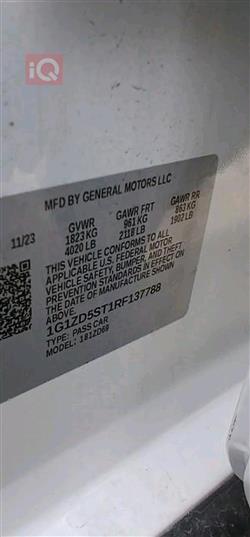 iQ
MFD BY GENERAL MOTORS LLC
11/23
GVWR GAWR FRT GAWR RR
1823 KG 961 KG 863 KG
4020 LB 2118 LB 1902 LB
THIS VEHICLE CONFORMS TO ALL
APPLICABLE U.S. FEDERAL MOTOR
VEHICLE SAFETY, BUMPER, AND THEFT
PREVENTION STANDARDS IN EFFECT ON
THE DATE OF MANUFACTURE SHOWN
ABOVE.
1G1ZD5ST1RF137788
TYPE: PASS CAR
MODEL: 1S1ZD69